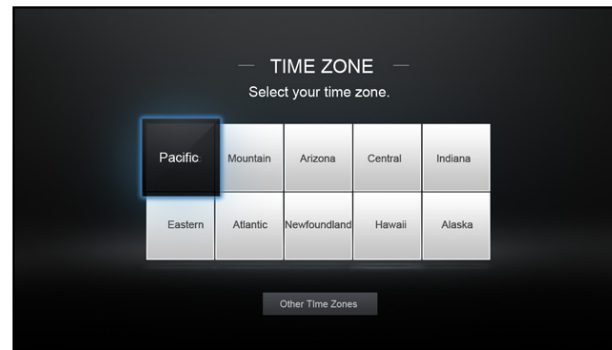 TIME ZONE
Select your time zone.
Pacific
Mountain
Arizona
Central
Indiana
Eastern
Atlantic
Newfoundland
Hawaii
Alaska
Other TIme Zones